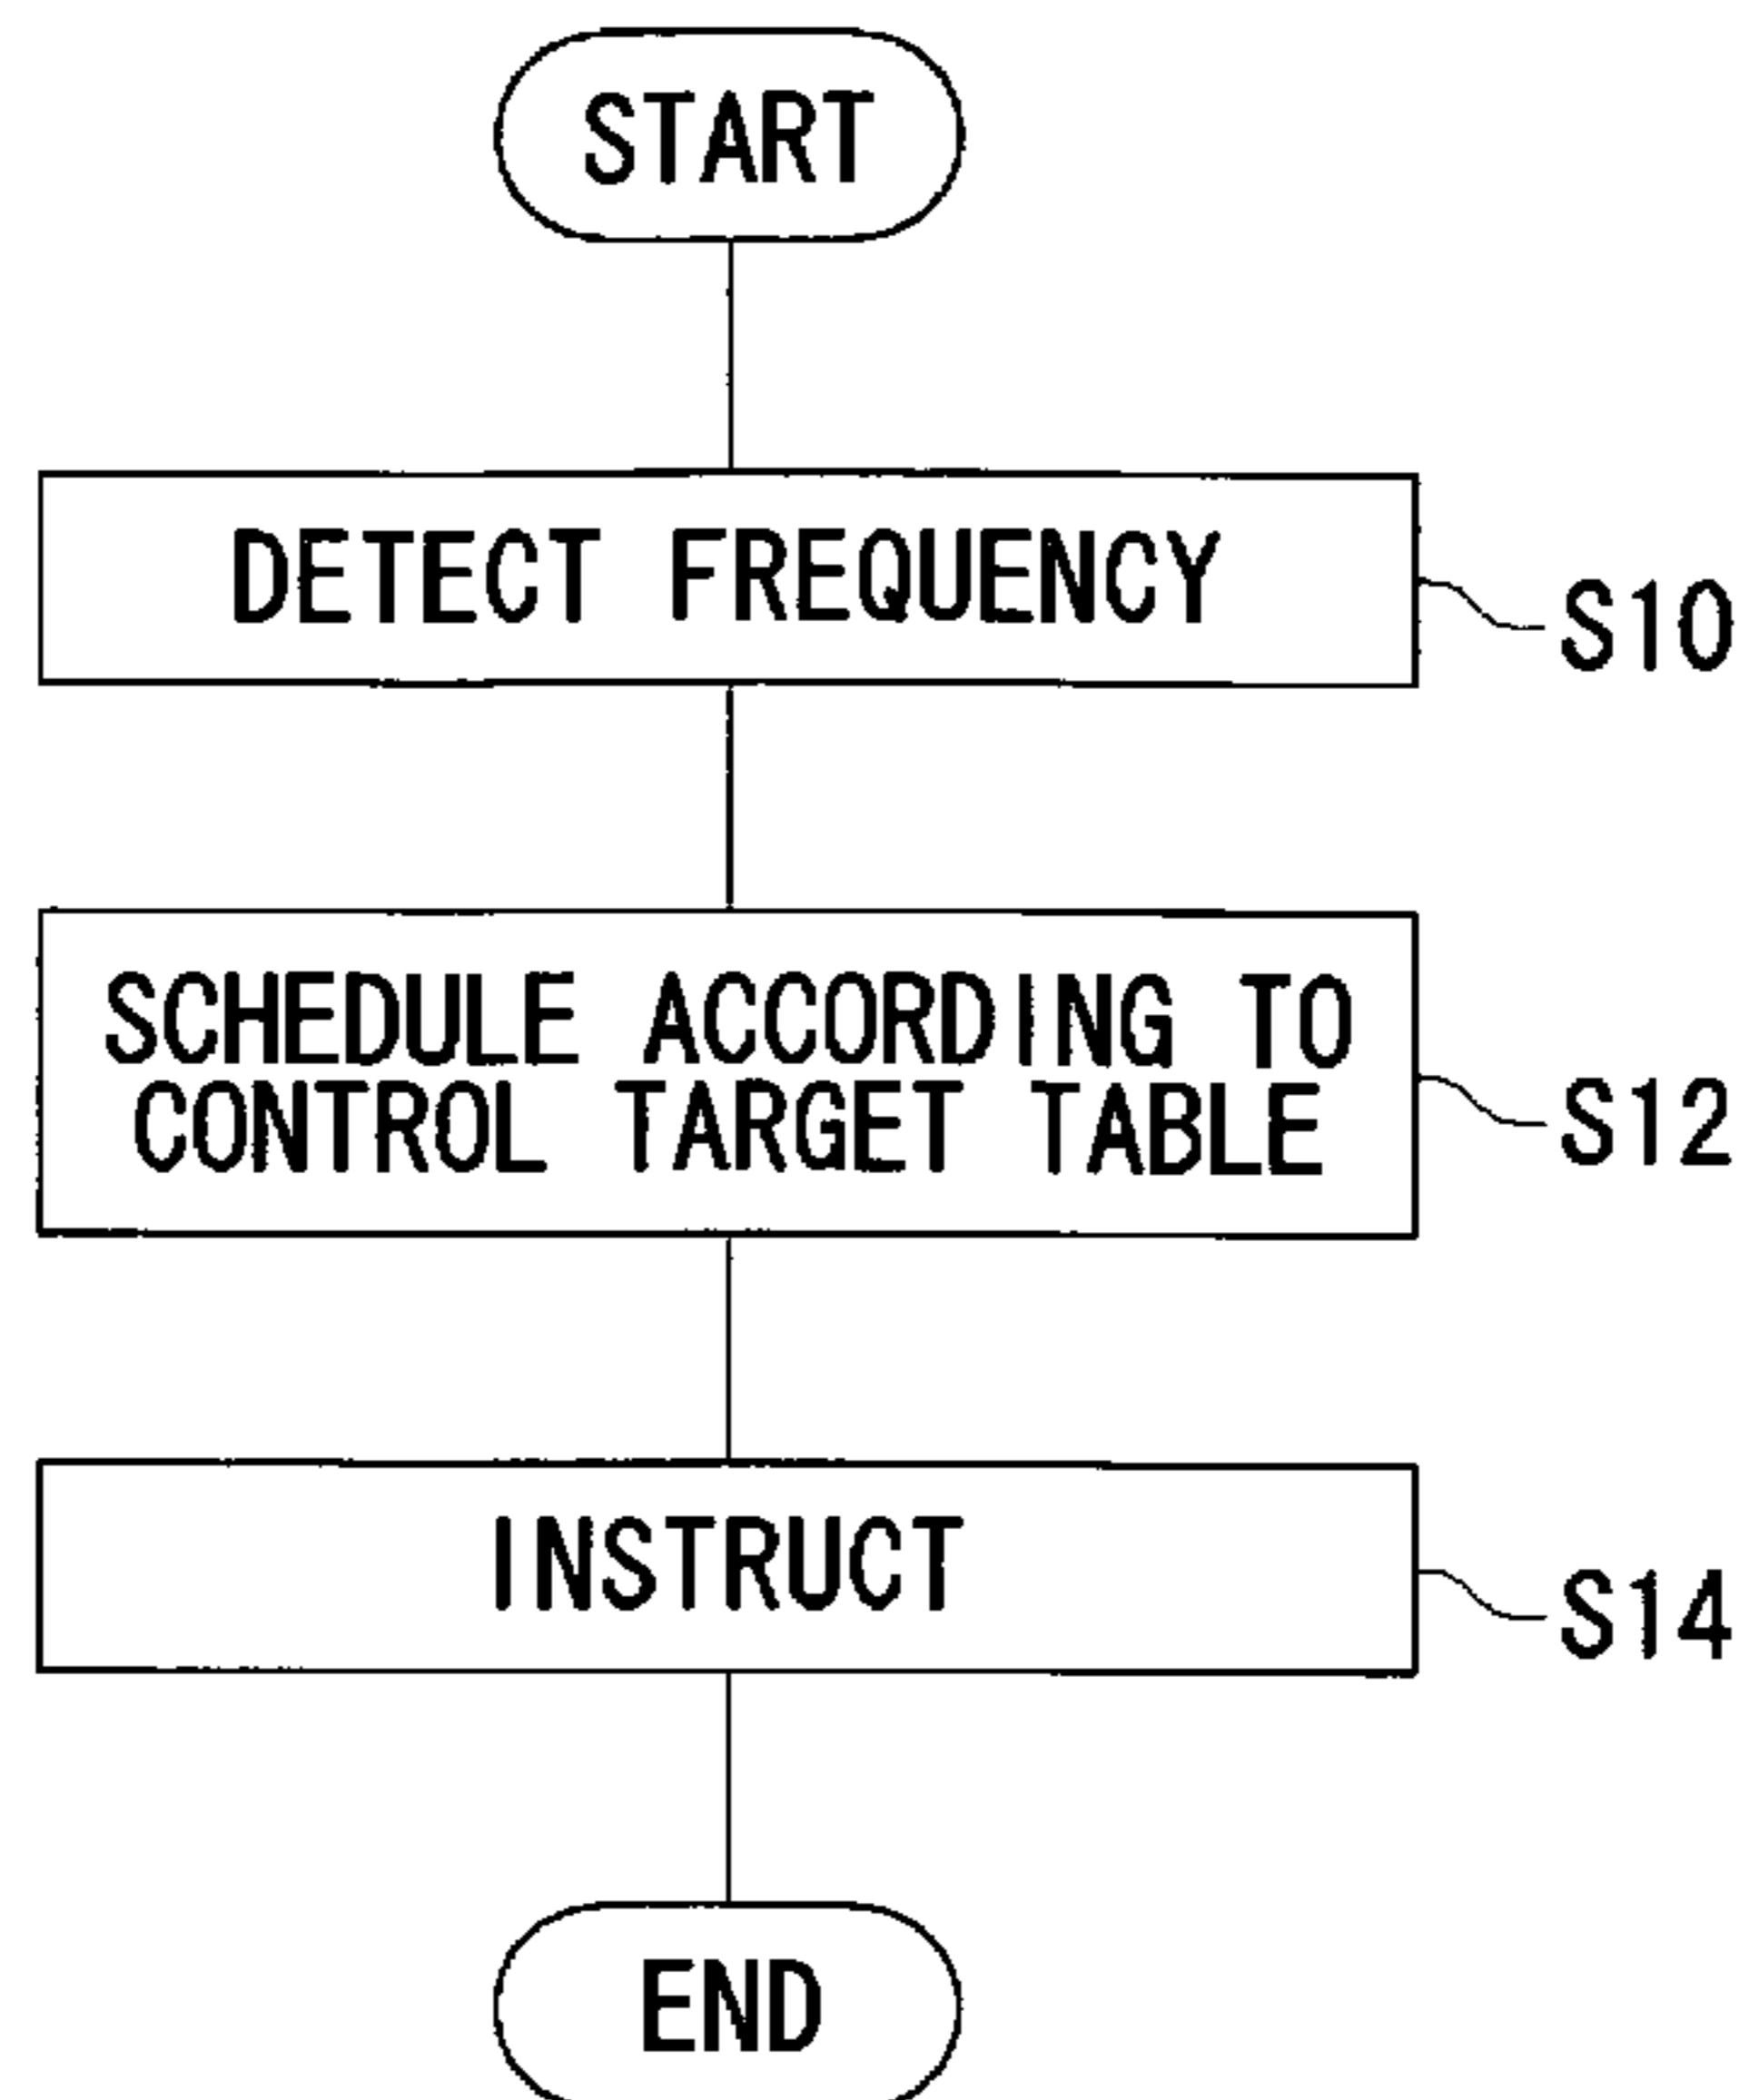 START
DETECT FREQUENCY
S10
SCHEDULE ACCORDING TO
CONTROL TARGET TABLE
S12
INSTRUCT
S14
END